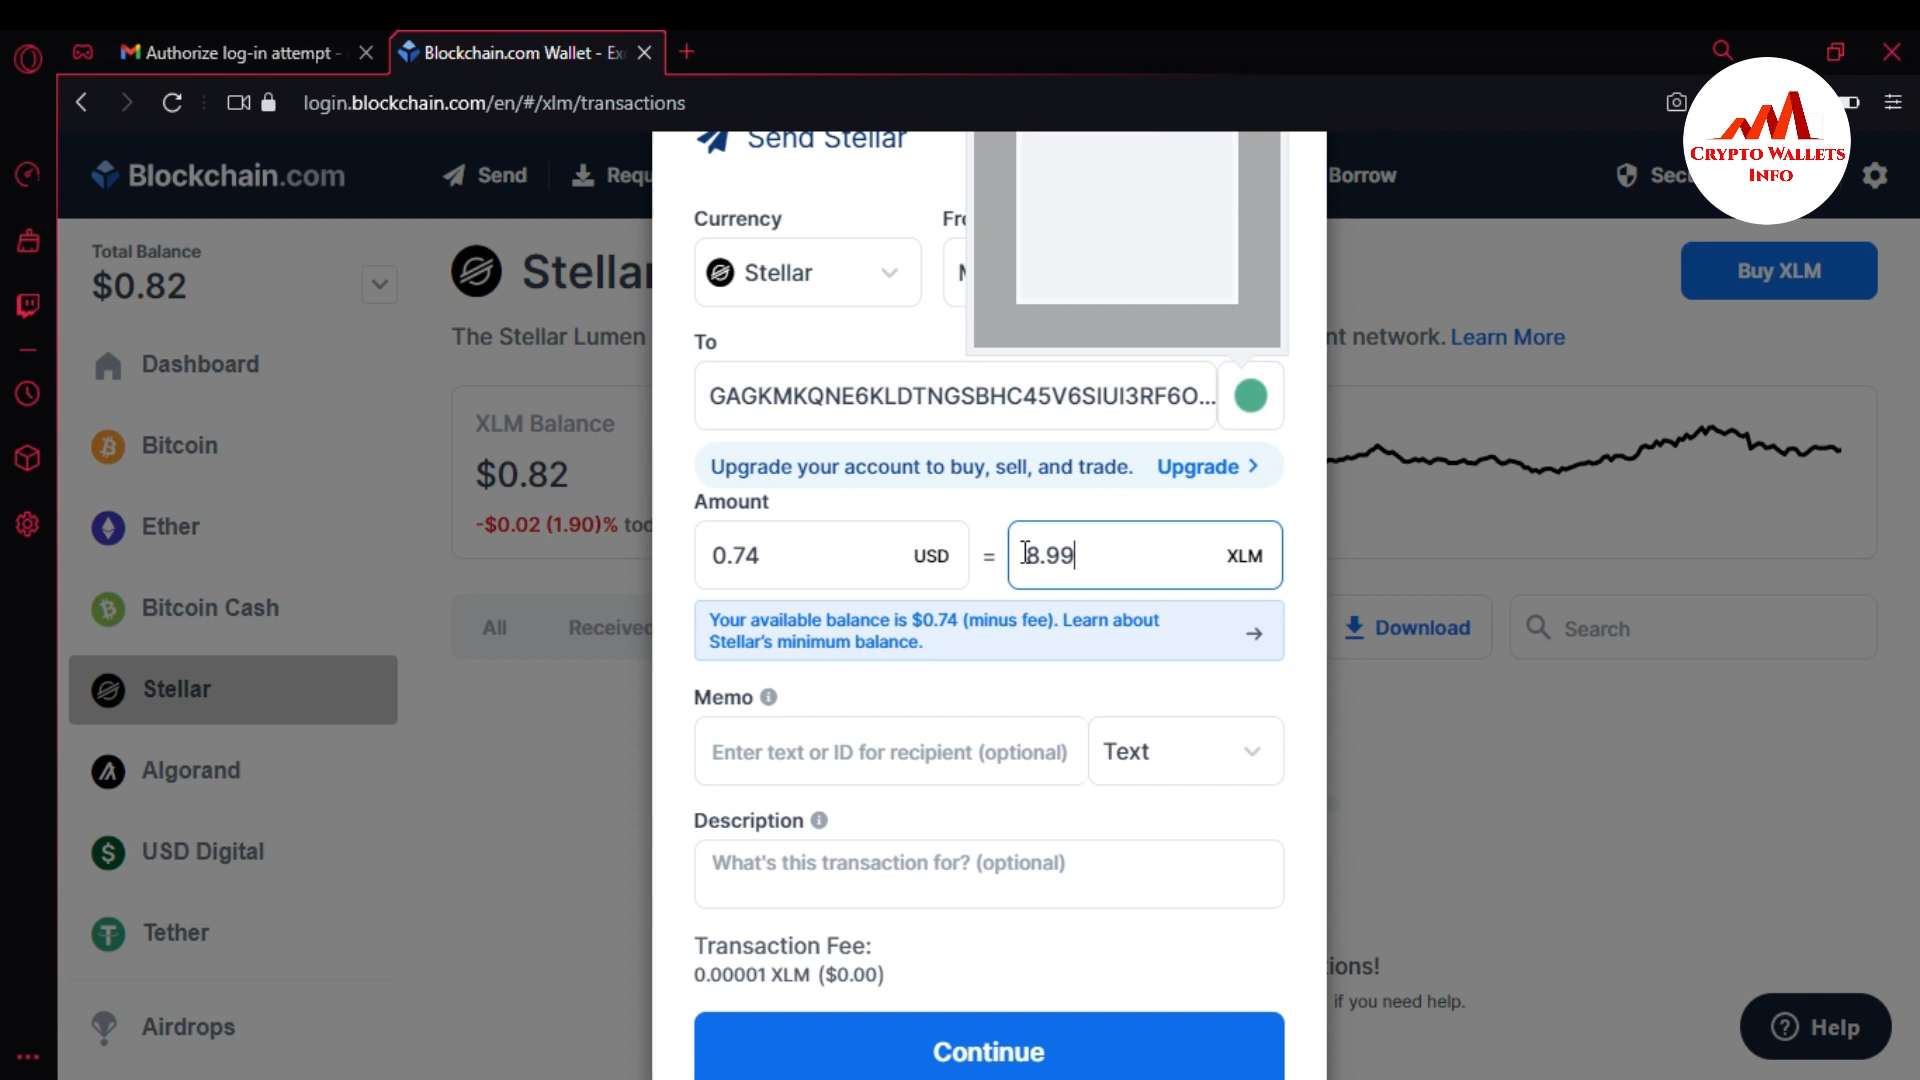 Authorize log-in attempt -
Blockchain.com Wallet - Ex
login.blockchain.com/en/#/xlm/transactions
CRYPTO WALLETS
INFO
Blockchain.com
Send
Requ
Borrow
Secu
Total Balance
$0.82
Dashboard
Bitcoin
Ether
Bitcoin Cash
Stellar
Algorand
USD Digital
Tether
Airdrops
Stellar
Buy XLM
The Stellar Lumen
nt network. Learn More
XLM Balance
$0.82
-$0.02 (1.90)% tod
All
Received
Download
Search
ions!
if you need help.
Help
Send Stellar
Currency
Fro
Stellar
To
GAGKMKQNE6KLDTNGSBHC45V6SIUI3RF6O...
Upgrade your account to buy, sell, and trade. Upgrade
Amount
0.74 USD = 8.99 XLM
Your available balance is $0.74 (minus fee). Learn about
Stellar's minimum balance.
Memo
Enter text or ID for recipient (optional)
Text
Description
What's this transaction for? (optional)
Transaction Fee:
0.00001 XLM ($0.00)
Continue